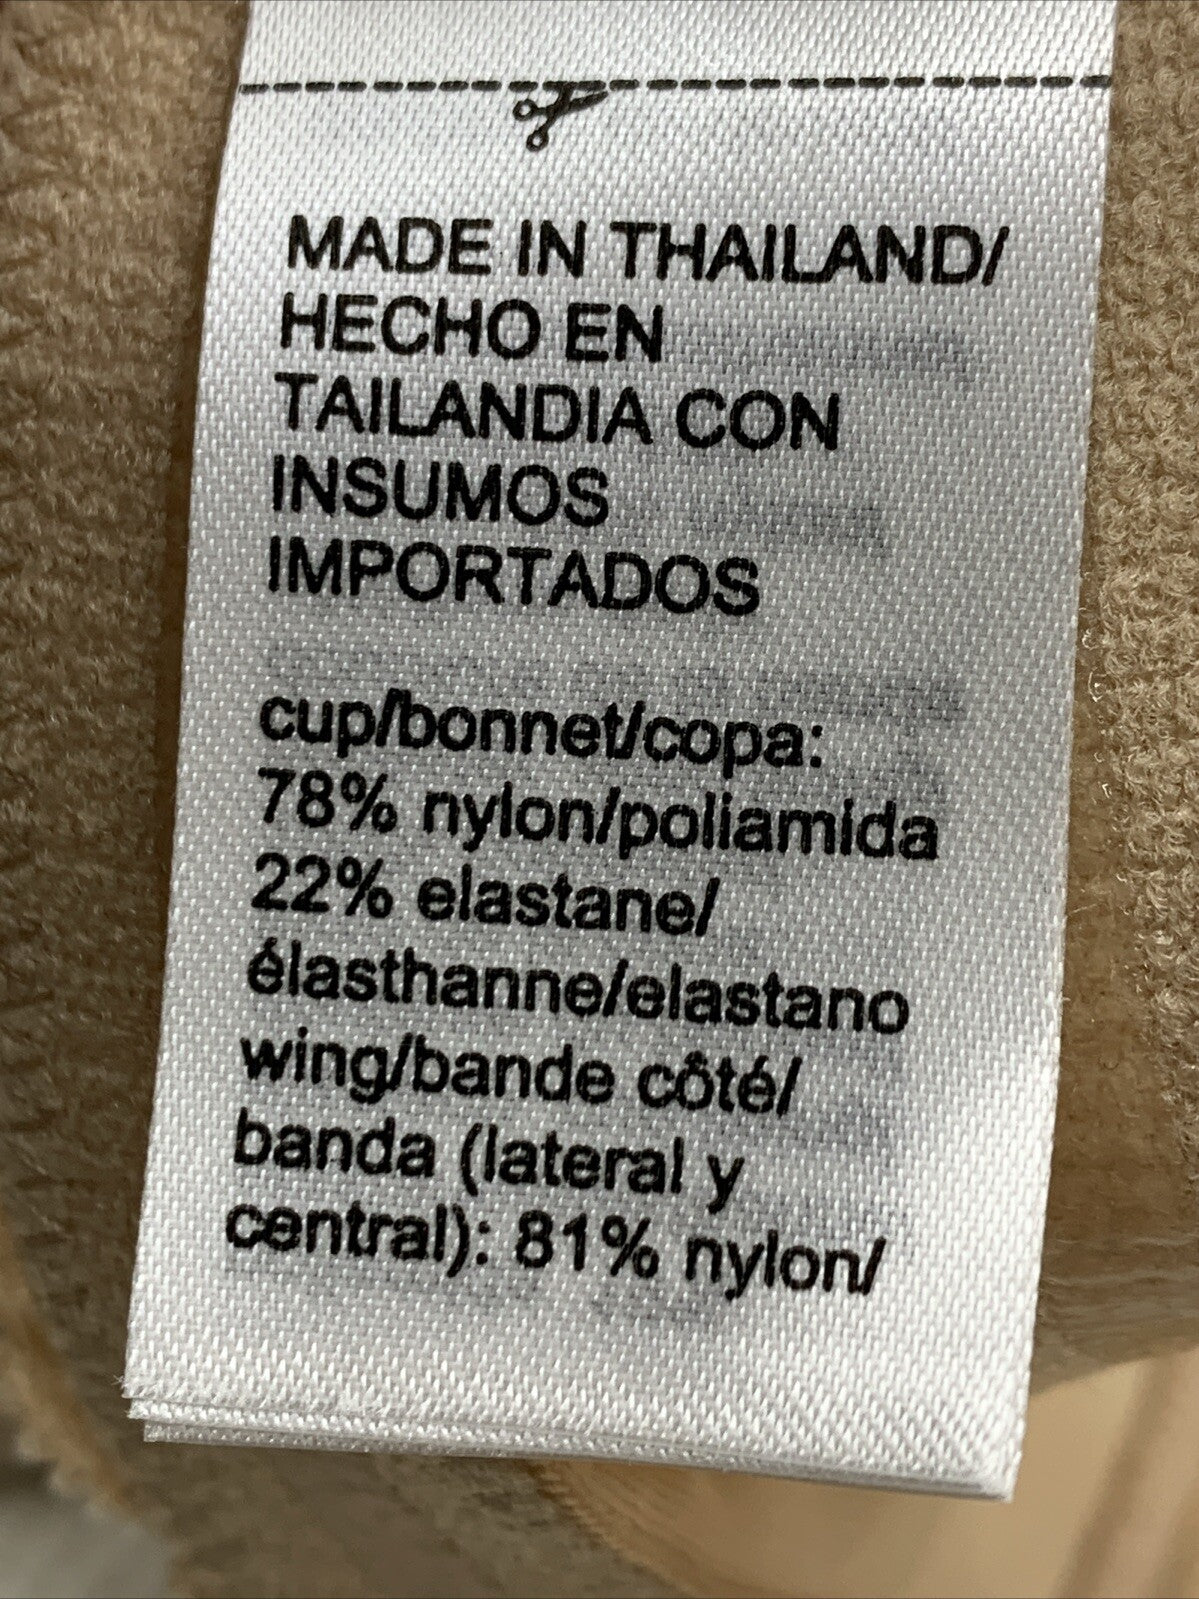 MADE IN THAILAND/
HECHO EN
TAILANDIA CON
INSUMOS
IMPORTADOS
cup/bonnet/copa:
78% nylon/poliamida
22% elastane/
élasthanne/elastano
wing/bande côté/
banda (lateral y
central): 81% nylon/